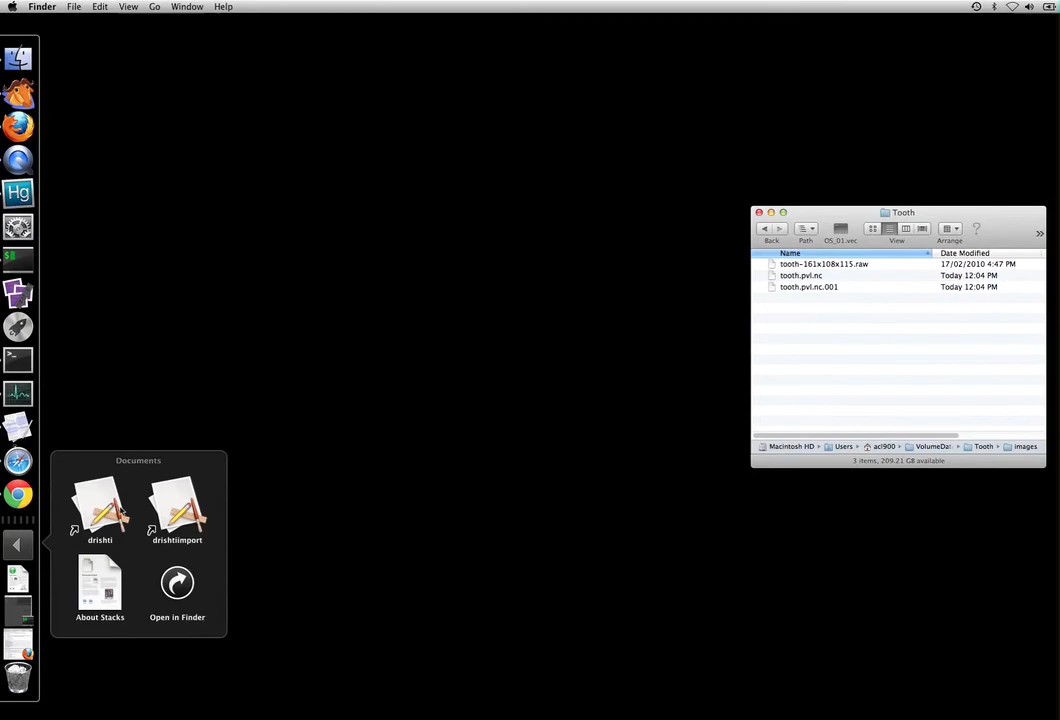 Finder File Edit View Go Window Help
Tooth
Back Path OS_01.vec View Arrange
Name Date Modified
tooth-161x108x115.raw 17/02/2010 4:47 PM
tooth.pvl.nc Today 12:04 PM
tooth.pvl.nc.001 Today 12:04 PM
Macintosh HD Users acl900 VolumeDat Tooth images
3 items, 209.21 GB available
Hg
Documents
drishti drishtiimport
About Stacks Open in Finder